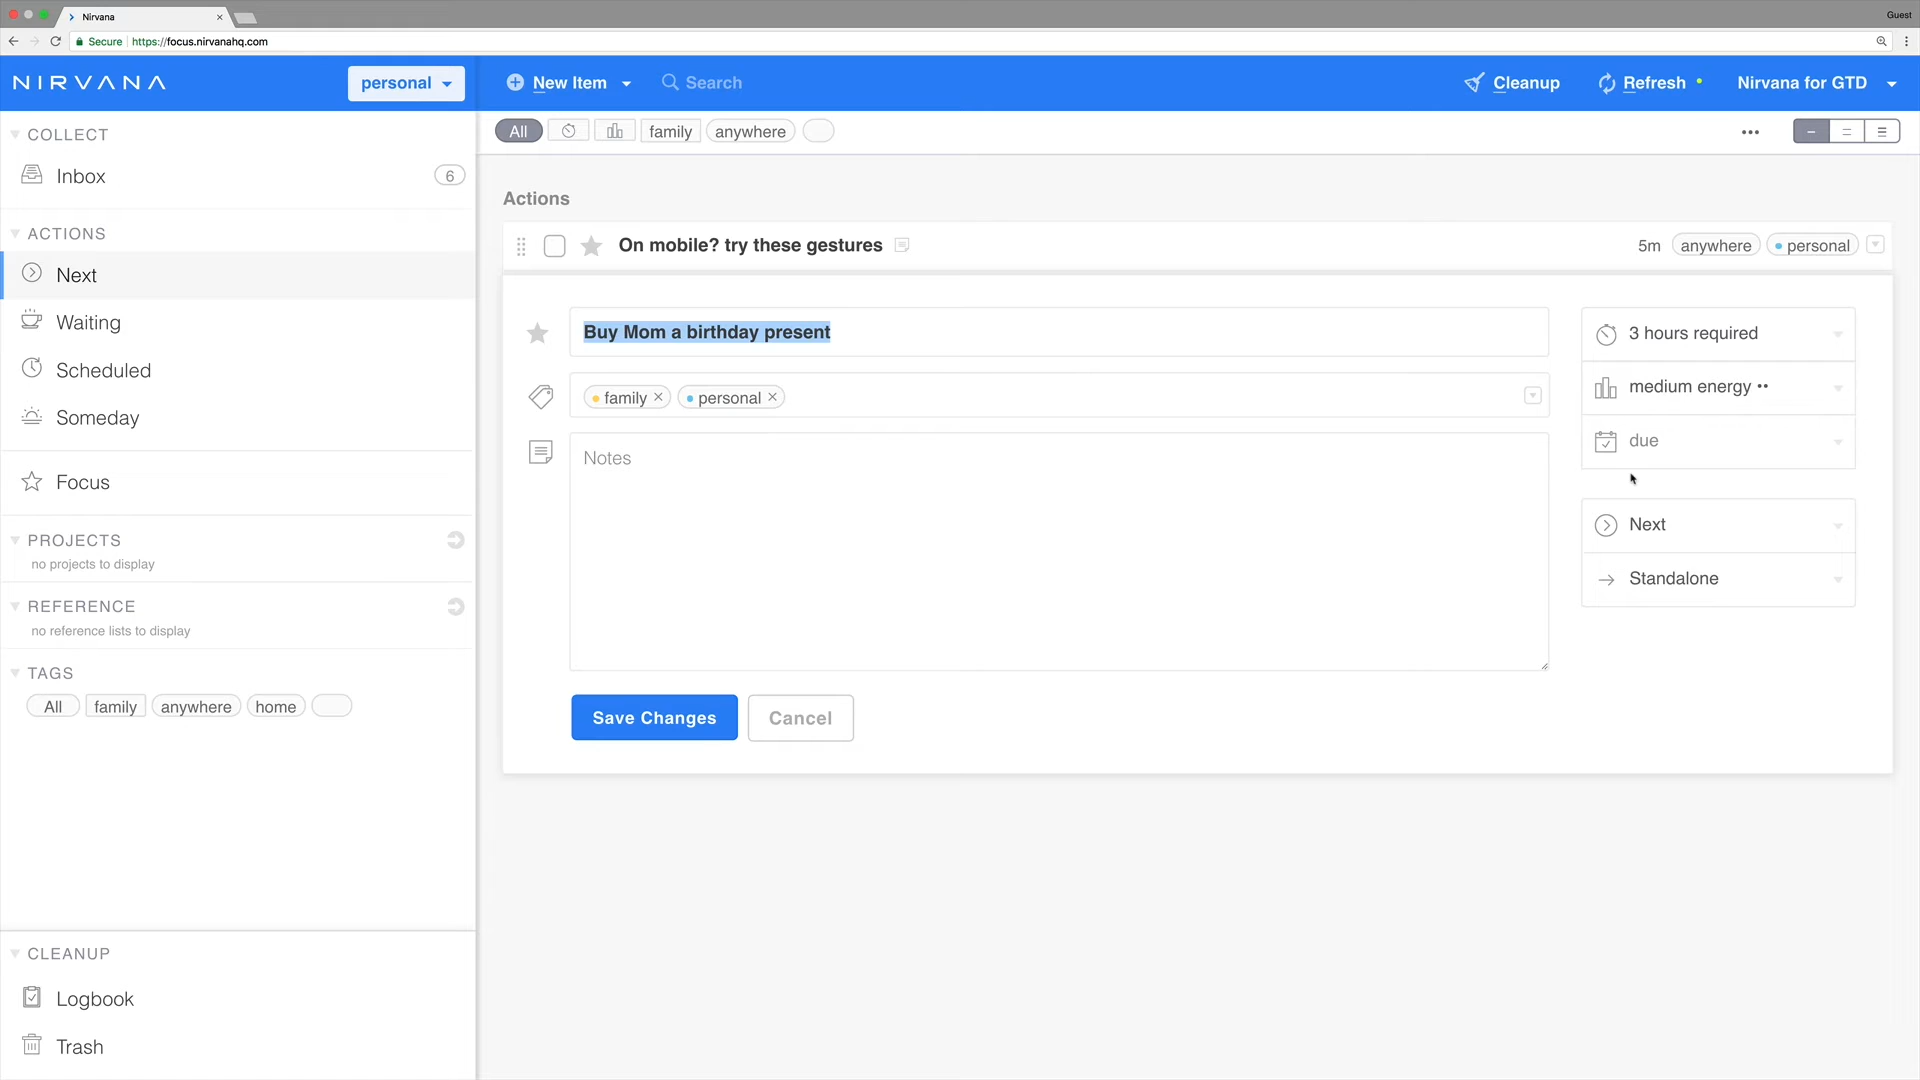 Nirvana
Guest
Secure https://focus.nirvanahq.com
NIRVANA
personal
New Item
Search
Cleanup
Refresh
Nirvana for GTD
COLLECT
Inbox 6
ACTIONS
Next
Waiting
Scheduled
Someday
Focus
PROJECTS
no projects to display
REFERENCE
no reference lists to display
TAGS
All family anywhere home
CLEANUP
Logbook
Trash
All family anywhere
Actions
On mobile? try these gestures 5m anywhere personal
Buy Mom a birthday present
family personal
Notes
Save Changes Cancel
3 hours required
medium energy ••
due
Next
Standalone